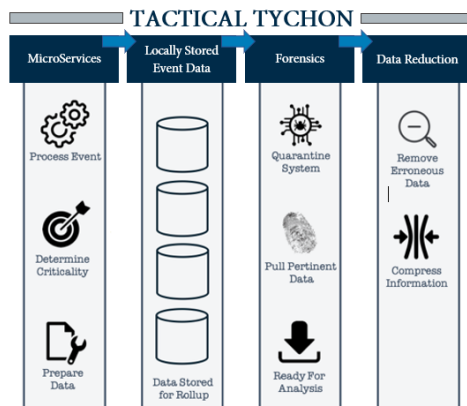 TACTICAL TYCHON
MicroServices
Locally Stored
Event Data
Forensics
Data Reduction
Process Event
Determine
Criticality
Prepare
Data
Data Stored
for Rollup
Quarantine
System
Pull Pertinent
Data
Ready For
Analysis
Remove
Erroneous
Data
Compress
Information